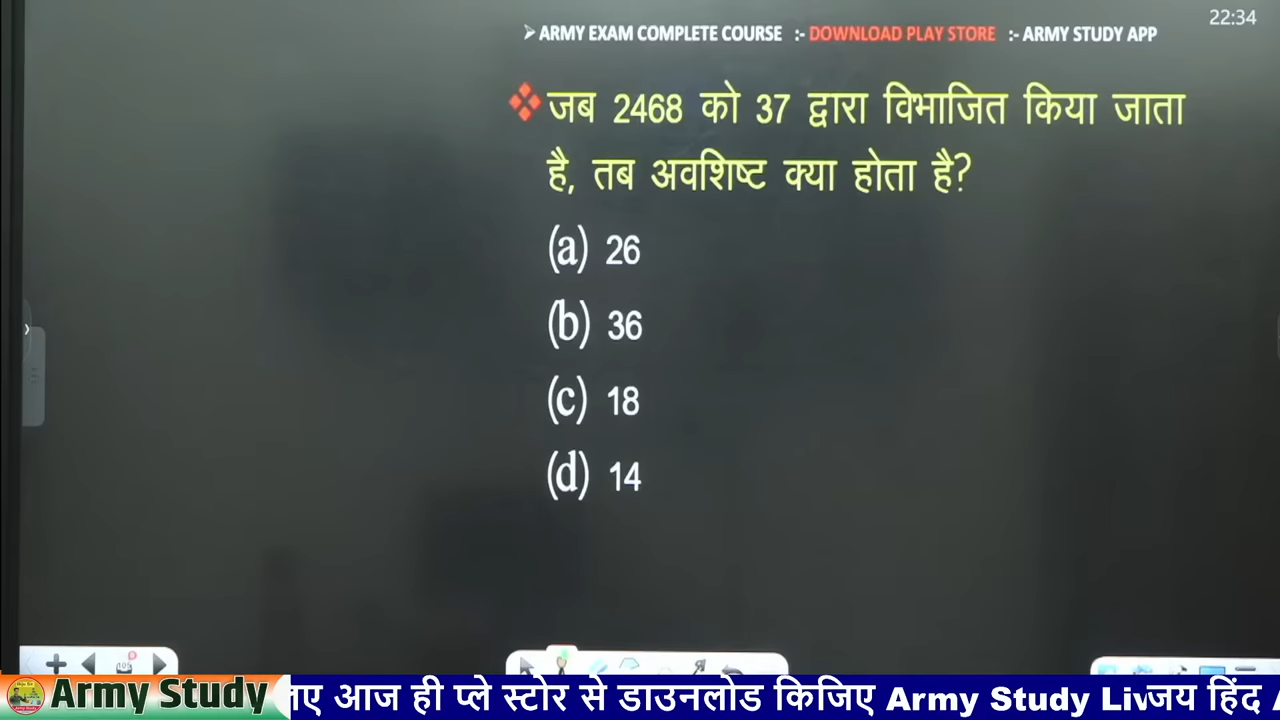 22:34
➢ ARMY EXAM COMPLETE COURSE :- DOWNLOAD PLAY STORE :- ARMY STUDY APP
❖ जब 2468 को 37 द्वारा विभाजित किया जाता
है, तब अवशिष्ट क्या होता है?
(a) 26
(b) 36
(c) 18
(d) 14
Army Study आज ही प्ले स्टोर से डाउनलोड किजिए Army Study जय हिंद